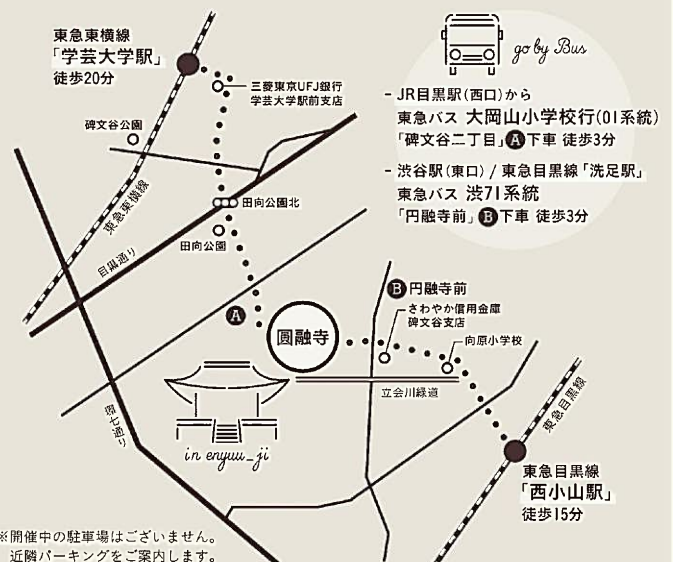 東急東横線
「学芸大学駅」
徒歩20分
三菱東京UFJ銀行
学芸大学駅前支店
碑文谷公園
東急東横線
田向公園北
田向公園
目黒通り
環七通り
A
圓融寺
in enyuu_ji
B 円融寺前
さわやか信用金庫
碑文谷支店
向原小学校
立会川緑道
東急目黒線
東急目黒線
「西小山駅」
徒歩15分
go by Bus
- JR目黒駅(西口)から
東急バス 大岡山小学校行(01系統)
「碑文谷二丁目」A下車 徒歩3分
- 渋谷駅(東口) / 東急目黒線「洗足駅」
東急バス 渋71系統
「円融寺前」B下車 徒歩3分
※開催中の駐車場はございません。
近隣パーキングをご案内します。